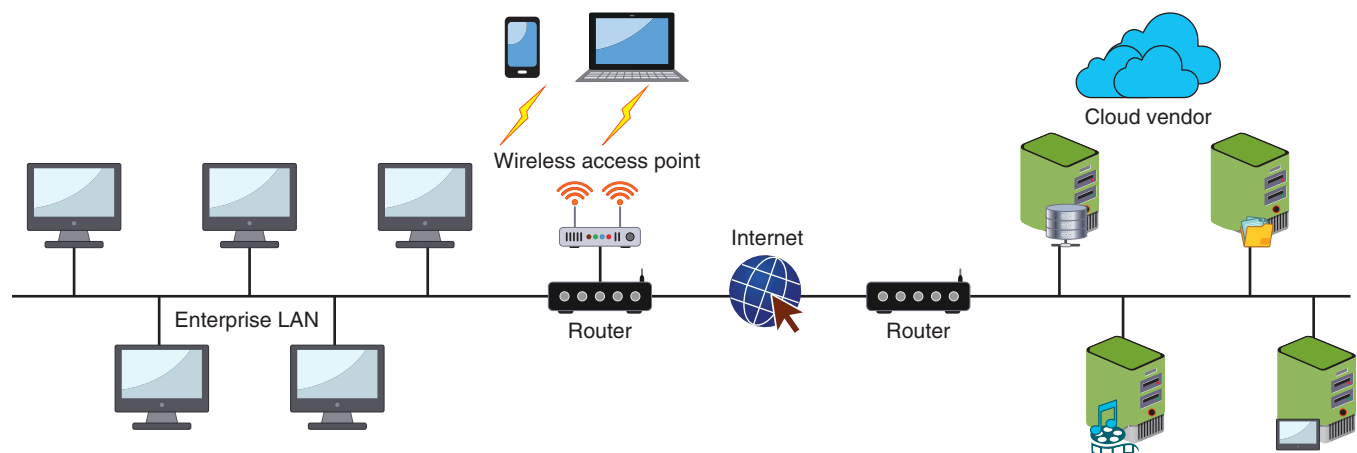 Cloud vendor
Wireless access point
Internet
Enterprise LAN
Router
Router